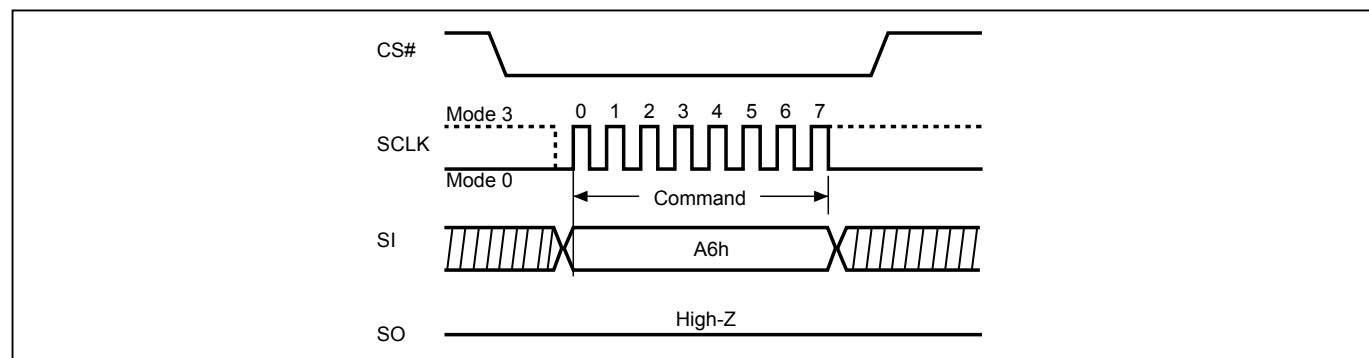 CS#
Mode 3
0 1 2 3 4 5 6 7
SCLK
Mode 0
Command
SI
A6h
High-Z
SO